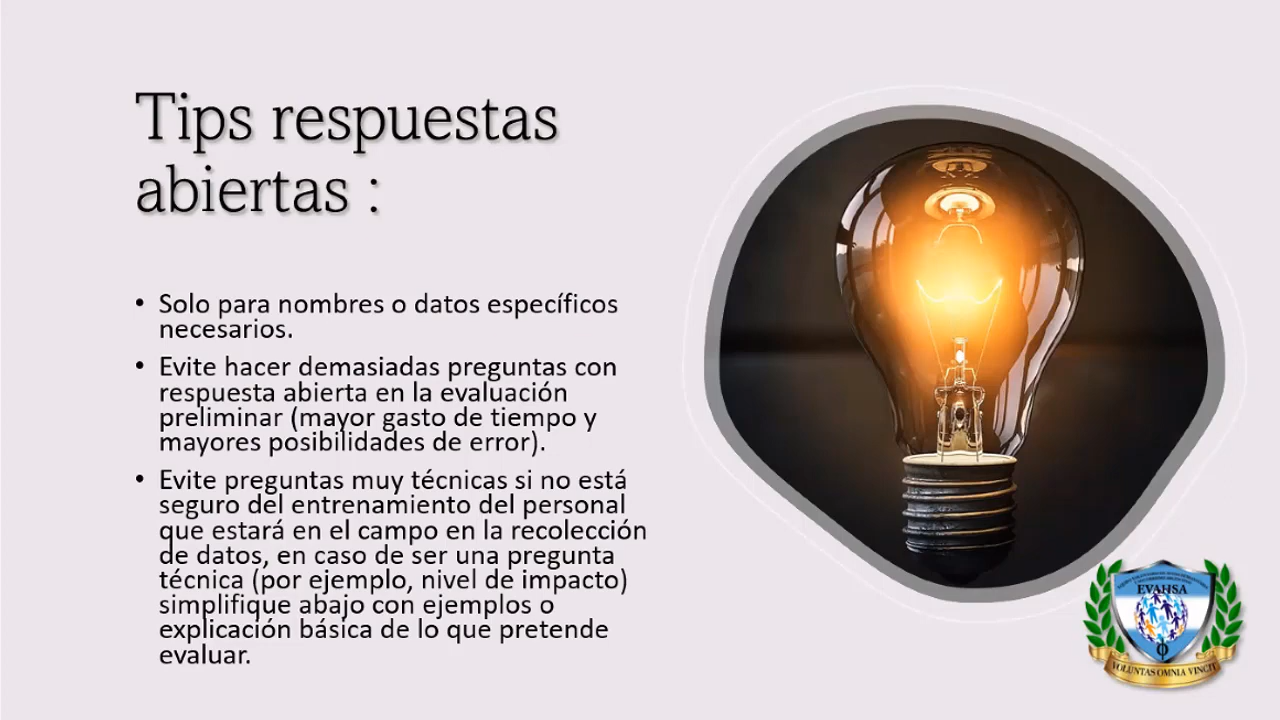 Tips respuestas
abiertas :
• Solo para nombres o datos específicos
necesarios.
• Evite hacer demasiadas preguntas con
respuesta abierta en la evaluación
preliminar (mayor gasto de tiempo y
mayores posibilidades de error).
• Evite preguntas muy técnicas si no está
seguro del entrenamiento del personal
que estará en el campo en la recolección
de datos, en caso de ser una pregunta
técnica (por ejemplo, nivel de impacto)
simplifique abajo con ejemplos o
explicación básica de lo que pretende
evaluar.
EVAHSA
VOLUNTAS OMNIA VINCIT